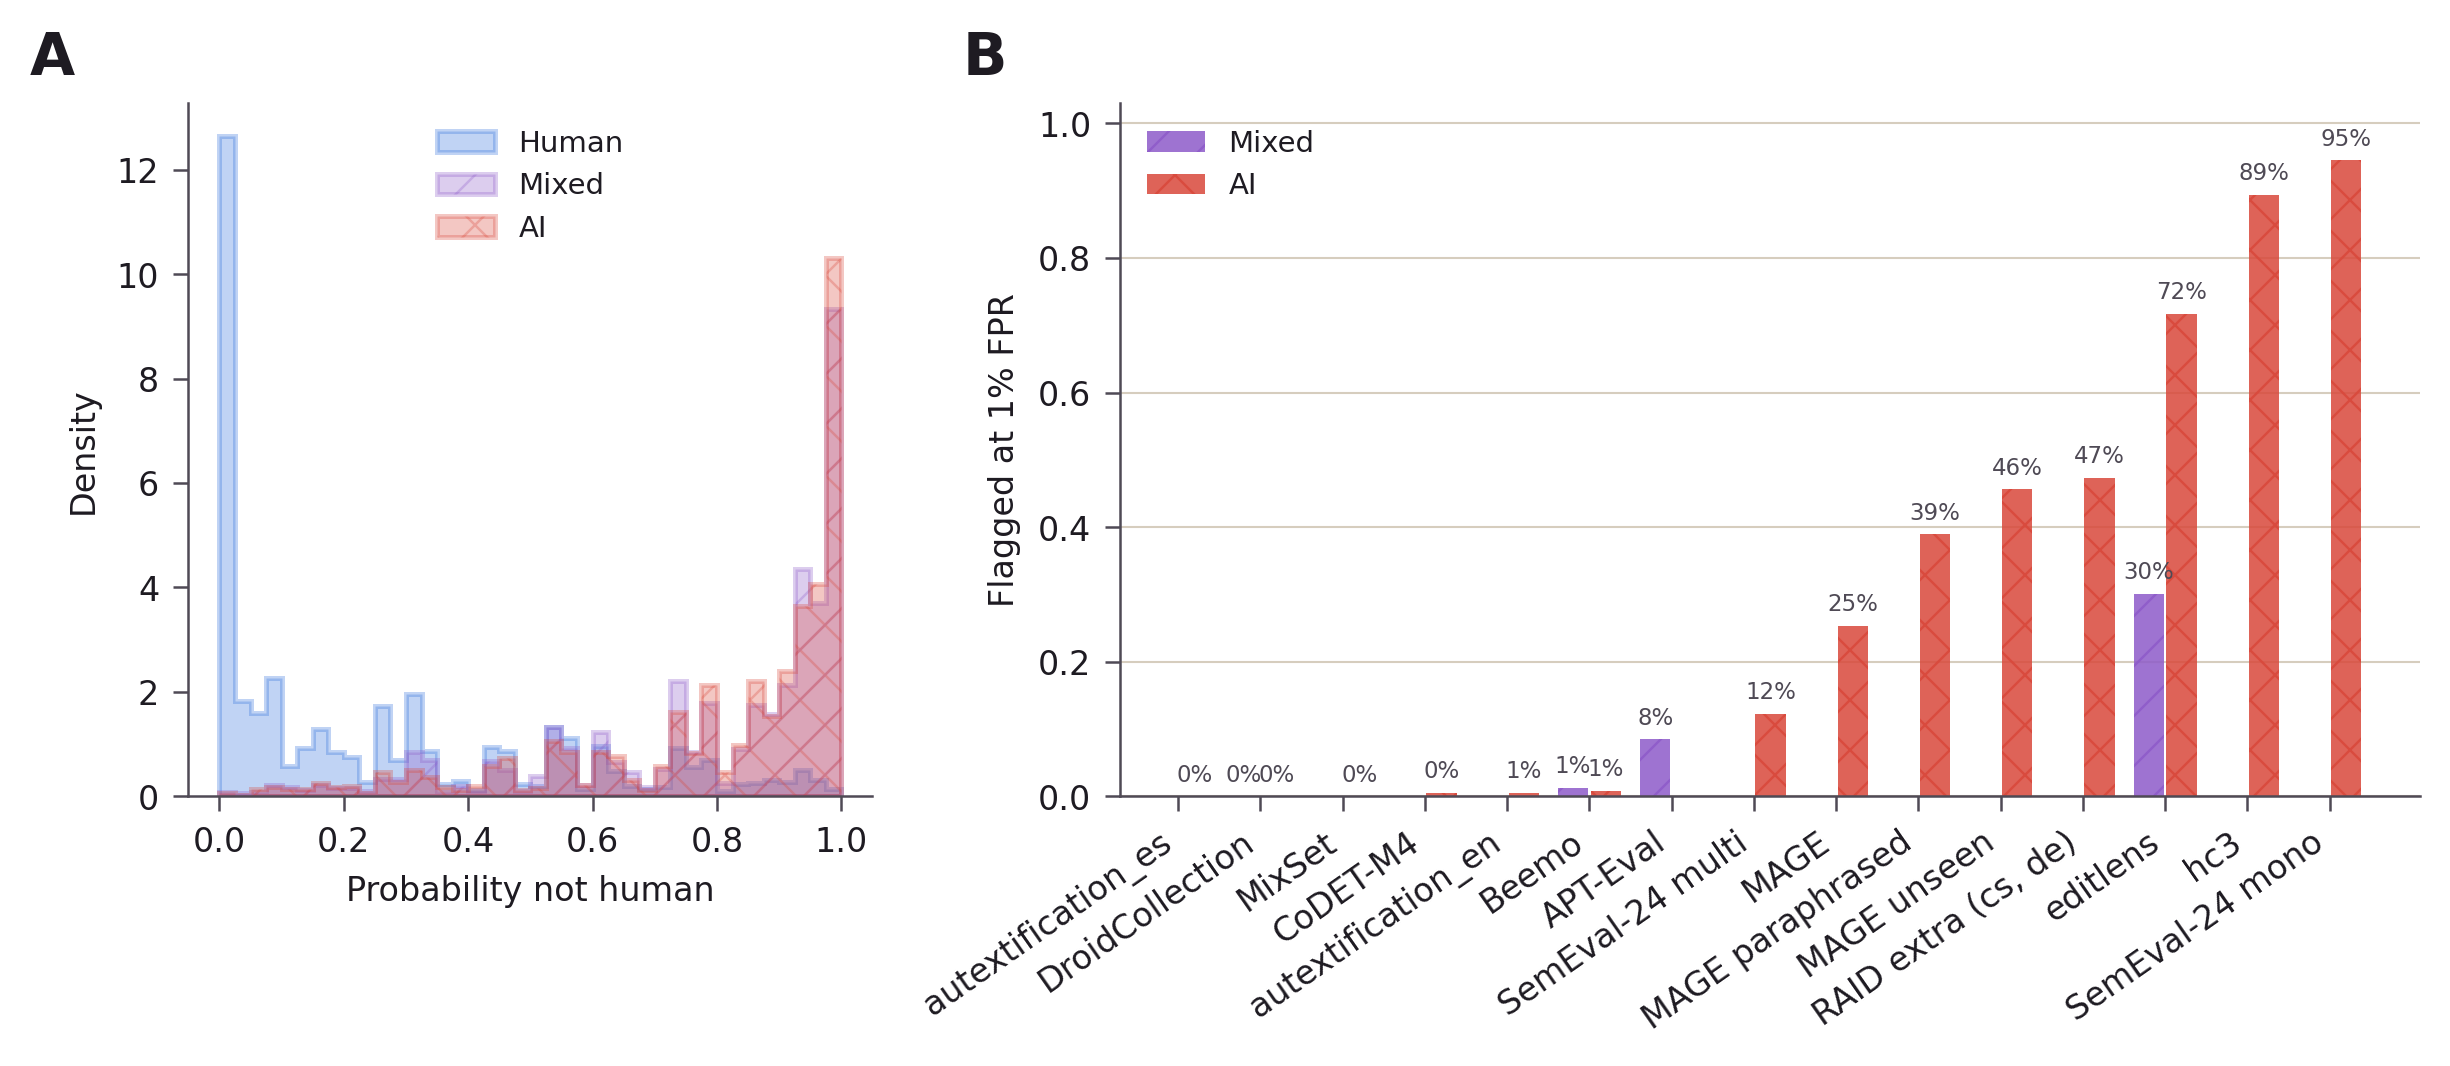 A
Density
12
10
8
6
4
2
0
Human
Mixed
AI
0.0 0.2 0.4 0.6 0.8 1.0
Probability not human
B
Flagged at 1% FPR
1.0
0.8
0.6
0.4
0.2
0.0
Mixed
AI
0% 0% 0% 0% 0% 1% 1% 1% 8% 12% 25% 39% 46% 47% 30% 72% 89% 95%
autextification_es
DroidCollection
MixSet
CoDET-M4
autextification_en
Beemo
APT-Eval
SemEval-24 multi
MAGE
MAGE paraphrased
MAGE unseen
RAID extra (cs, de)
editlens
hc3
SemEval-24 mono